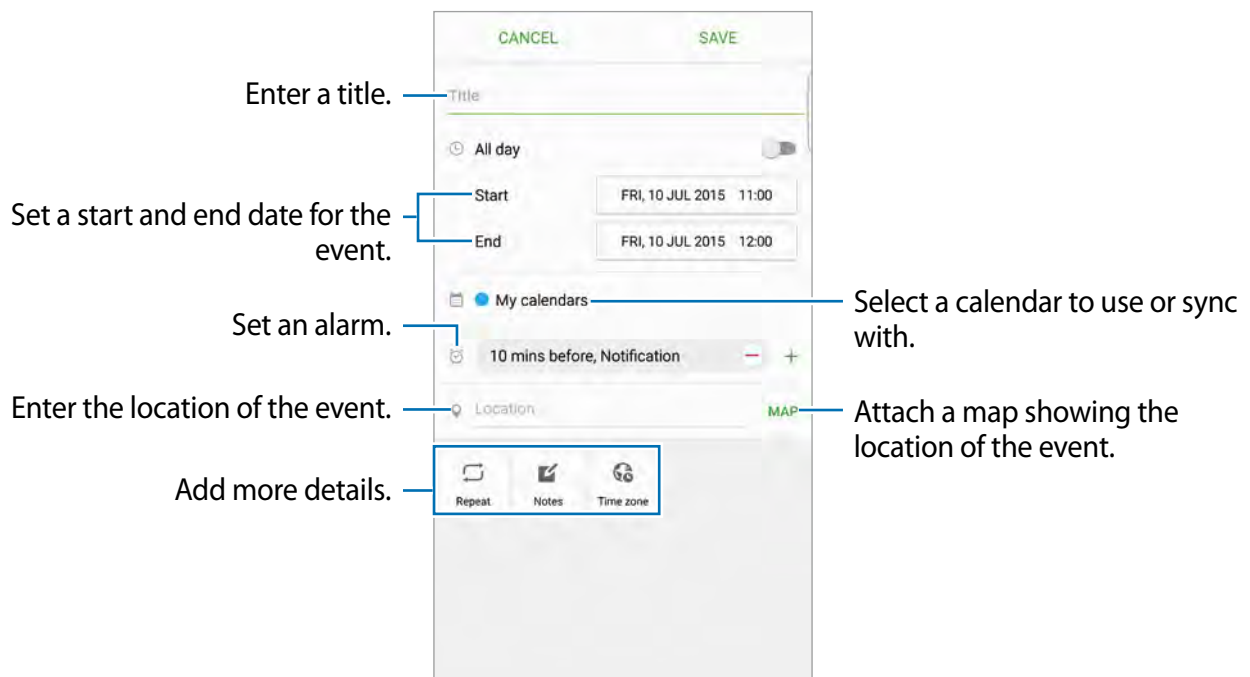 CANCEL SAVE
Enter a title.
Title
All day
Start FRI, 10 JUL 2015 11:00
Set a start and end date for the
event.
End FRI, 10 JUL 2015 12:00
My calendars
Select a calendar to use or sync
with.
Set an alarm.
10 mins before, Notification
Enter the location of the event.
Location
MAP
Attach a map showing the
location of the event.
Add more details.
Repeat Notes Time zone